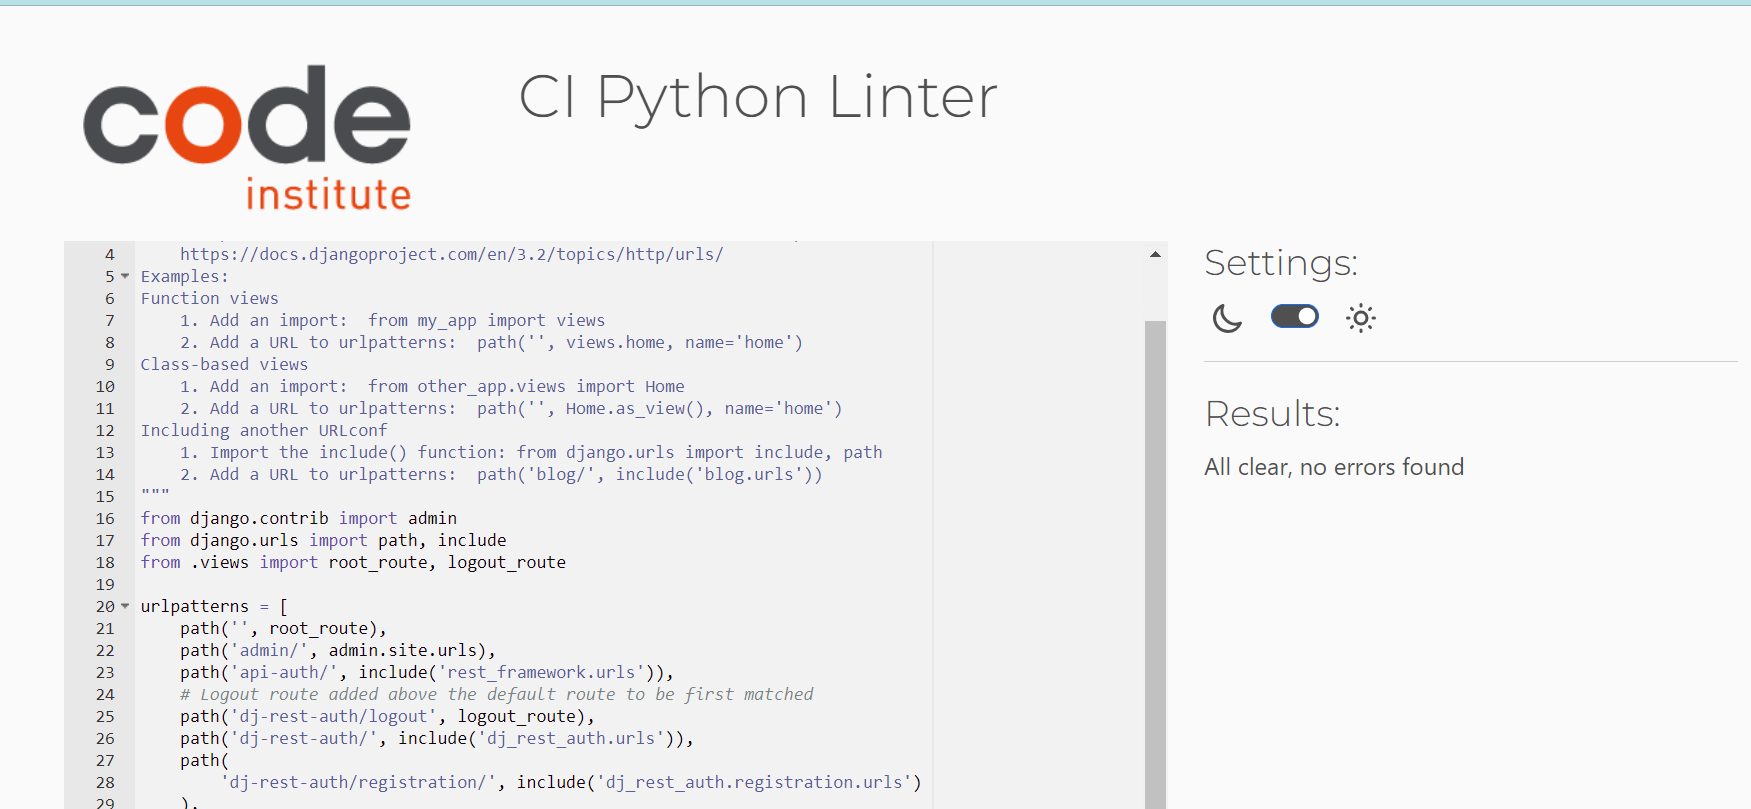 code
institute
CI Python Linter
4 https://docs.djangoproject.com/en/3.2/topics/http/urls/
5 Examples:
6 Function views
7 1. Add an import:  from my_app import views
8 2. Add a URL to urlpatterns:  path('', views.home, name='home')
9 Class-based views
10 1. Add an import:  from other_app.views import Home
11 2. Add a URL to urlpatterns:  path('', Home.as_view(), name='home')
12 Including another URLconf
13 1. Import the include() function: from django.urls import include, path
14 2. Add a URL to urlpatterns:  path('blog/', include('blog.urls'))
15 """
16 from django.contrib import admin
17 from django.urls import path, include
18 from .views import root_route, logout_route
19
20 urlpatterns = [
21 path('', root_route),
22 path('admin/', admin.site.urls),
23 path('api-auth/', include('rest_framework.urls')),
24 # Logout route added above the default route to be first matched
25 path('dj-rest-auth/logout', logout_route),
26 path('dj-rest-auth/', include('dj_rest_auth.urls')),
27 path(
28 'dj-rest-auth/registration/', include('dj_rest_auth.registration.urls')
29 ),
Settings:
Results:
All clear, no errors found